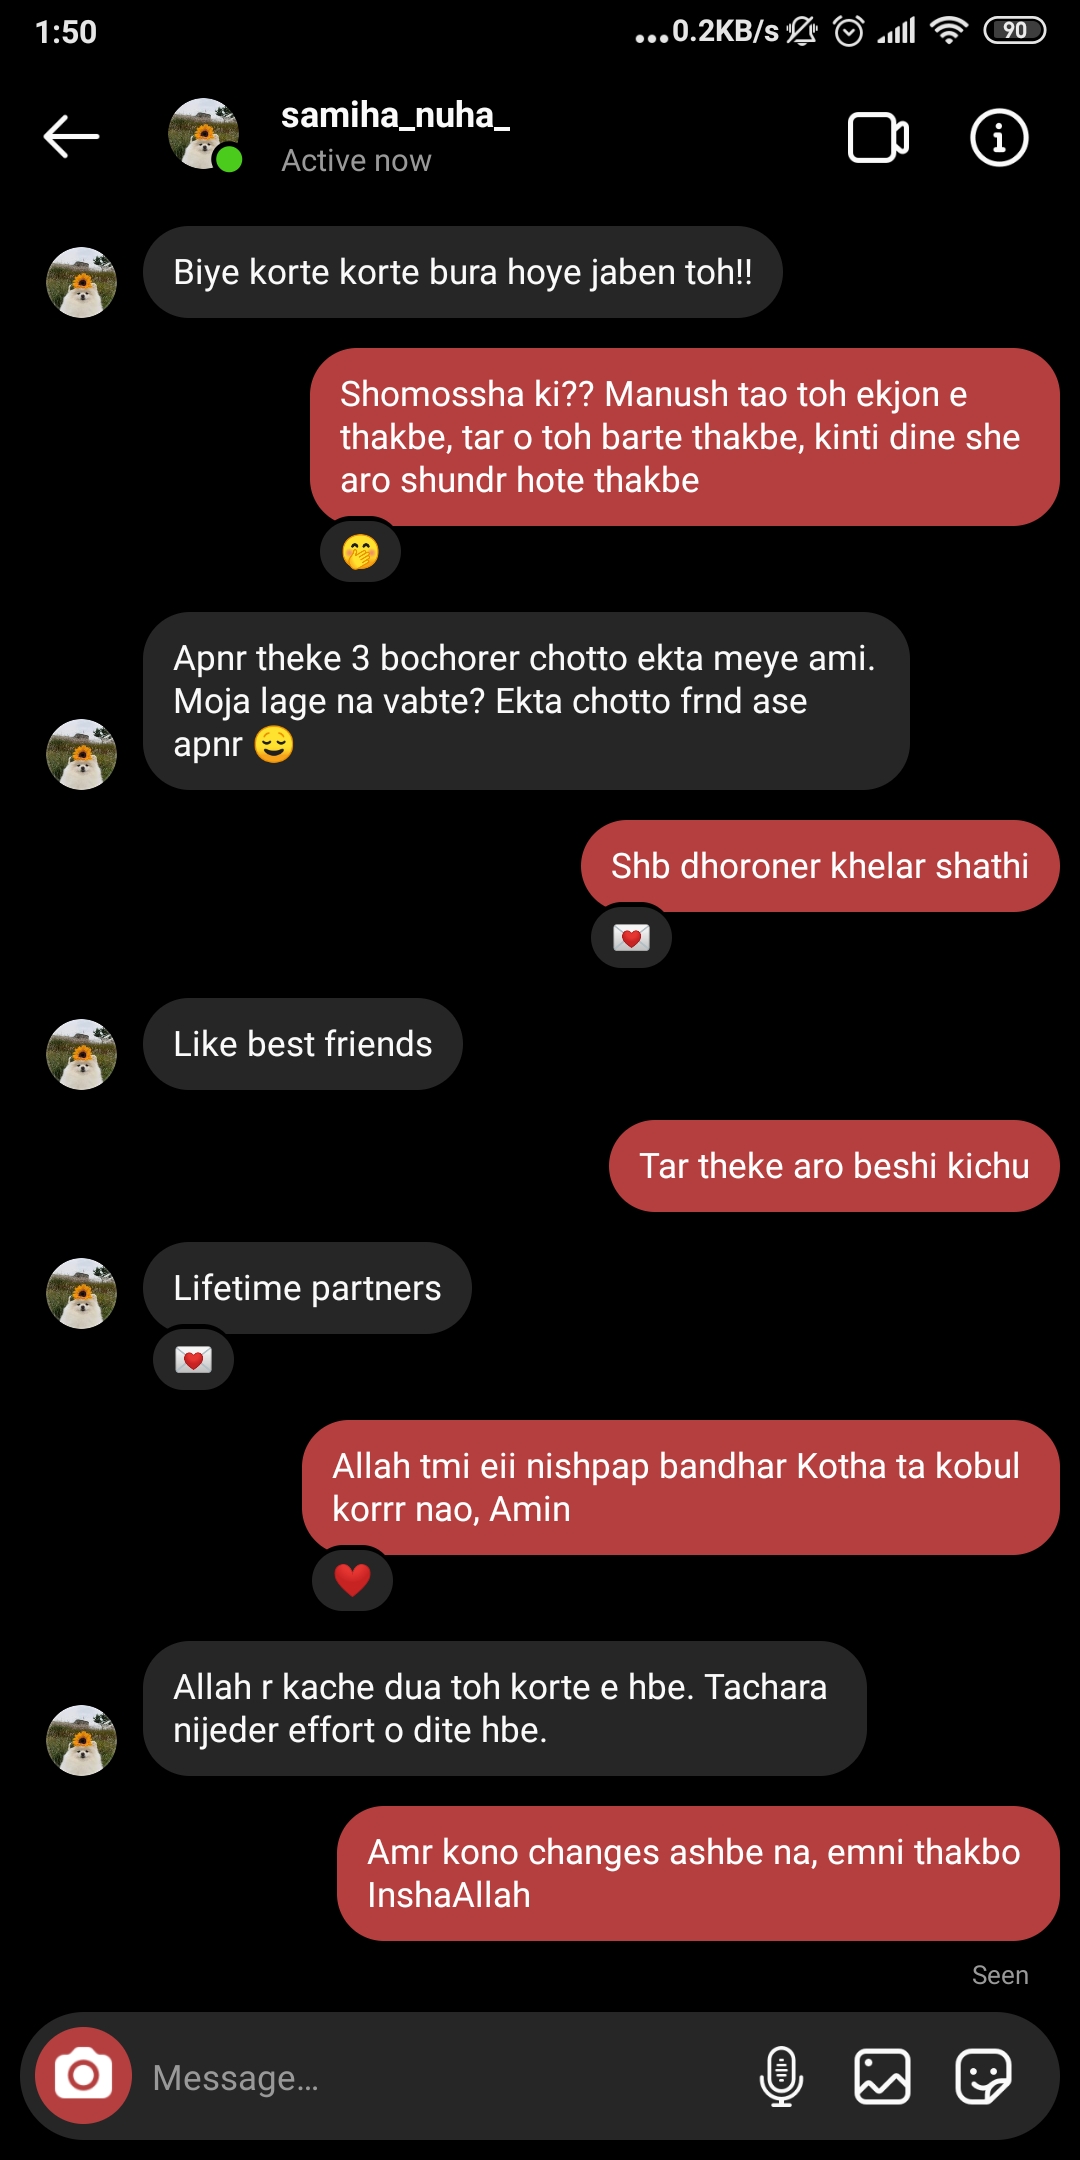 1:50
...0.2KB/s
90
samiha_nuha_
Active now
Biye korte korte bura hoye jaben toh!!
Shomossha ki?? Manush tao toh ekjon e
thakbe, tar o toh barte thakbe, kinti dine she
aro shundr hote thakbe
Apnr theke 3 bochorer chotto ekta meye ami.
Moja lage na vabte? Ekta chotto frnd ase
apnr 😌
Shb dhoroner khelar shathi
Like best friends
Tar theke aro beshi kichu
Lifetime partners
Allah tmi eii nishpap bandhar Kotha ta kobul
korrr nao, Amin
Allah r kache dua toh korte e hbe. Tachara
nijeder effort o dite hbe.
Amr kono changes ashbe na, emni thakbo
InshaAllah
Seen
Message...